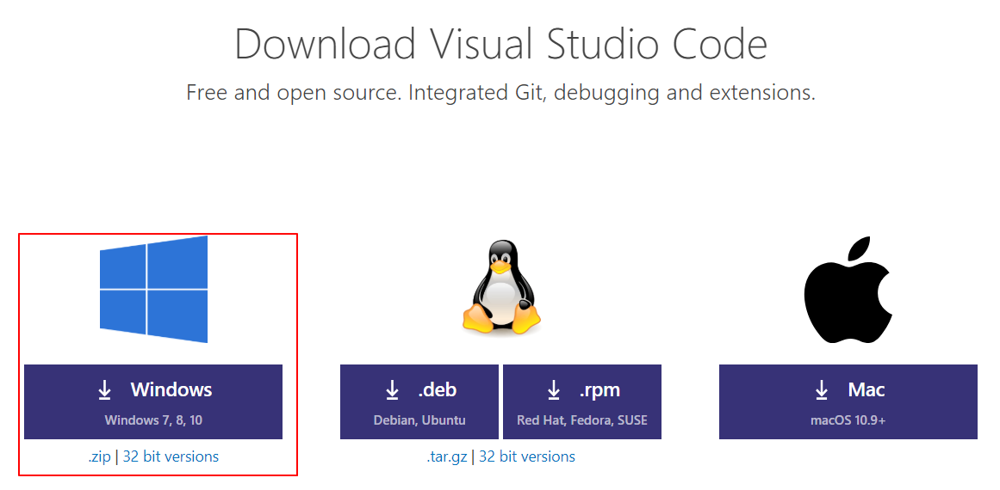 Download Visual Studio Code
Free and open source. Integrated Git, debugging and extensions.
Windows
Windows 7, 8, 10
.zip | 32 bit versions
.deb
Debian, Ubuntu
.rpm
Red Hat, Fedora, SUSE
.tar.gz | 32 bit versions
Mac
macOS 10.9+